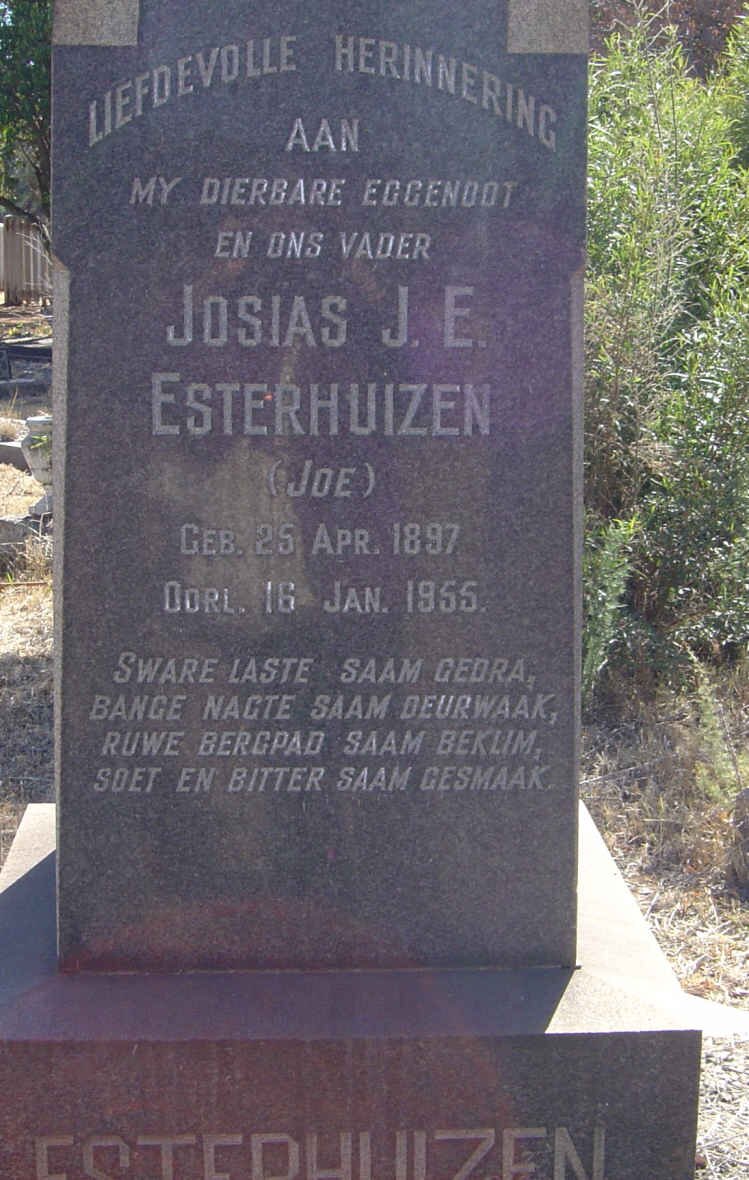 LIEFDEVOLLE HERINNERING
AAN
MY DIERBARE EGGENOOT
EN ONS VADER
JOSIAS J. E.
ESTERHUIZEN
(JOE)
GEB. 25 APR. 1897
OORL. 16 JAN. 1955.
SWARE LASTE SAAM GEDRA,
BANGE NAGTE SAAM DEURWAAK,
RUWE BERGPAD SAAM BEKLIM,
SOET EN BITTER SAAM GESMAAK.
ESTERHUIZEN